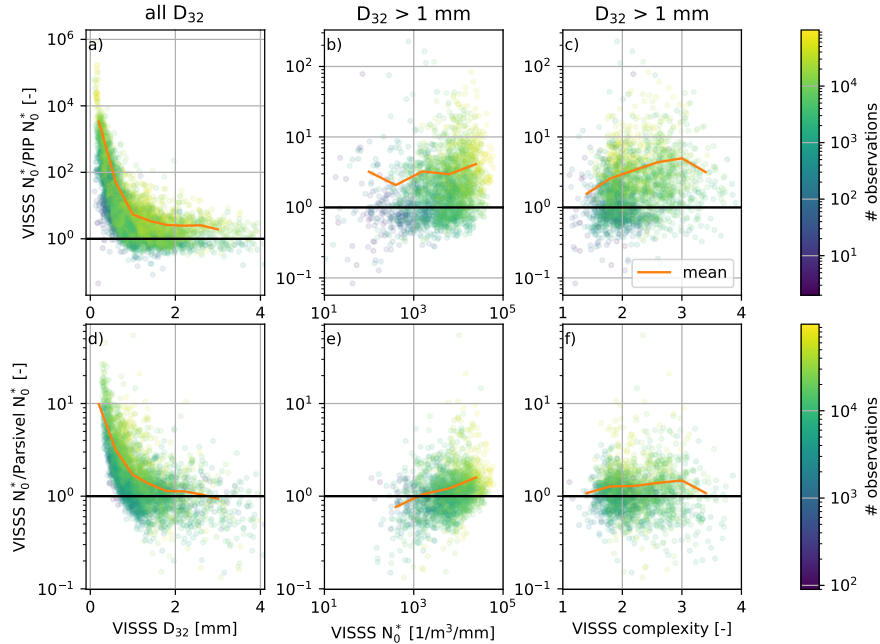 all D₃₂
D₃₂ > 1 mm
D₃₂ > 1 mm
a)
b)
c)
10⁶
10⁴
10²
10⁰
VISSS N₀*/PIP N₀* [-]
0
2
4
10²
10¹
10⁰
10⁻¹
10¹
10³
10⁵
mean
10²
10¹
10⁰
10⁻¹
1
2
3
4
10⁴
10³
10²
10¹
# observations
d)
e)
f)
10¹
10⁰
10⁻¹
VISSS N₀*/Parsivel N₀* [-]
0
2
4
VISSS D₃₂ [mm]
10¹
10⁰
10⁻¹
10¹
10³
10⁵
VISSS N₀* [1/m³/mm]
10¹
10⁰
10⁻¹
1
2
3
4
VISSS complexity [-]
10⁴
10³
10²
# observations